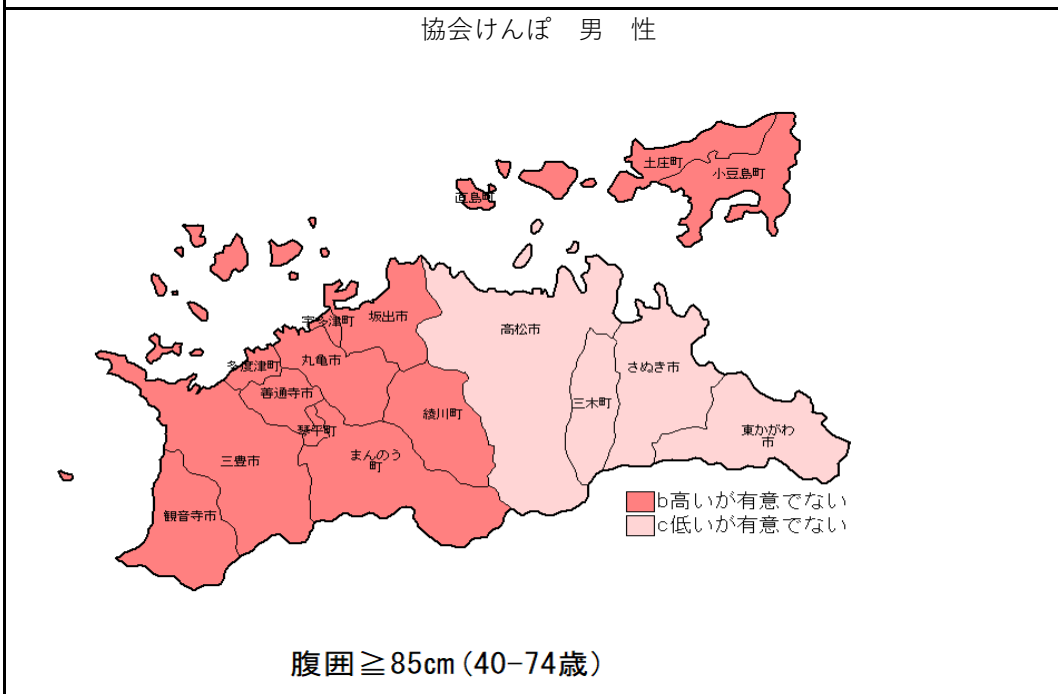 協会けんぽ　男　性
土庄町
小豆島町
直島町
宇多津町
坂出市
高松市
多度津町
丸亀市
さぬき市
善通寺市
三木町
綾川町
琴平町
東かがわ
市
三豊市
まんのう
町
観音寺市
b高いが有意でない
c低いが有意でない
腹囲≧85cm(40-74歳)